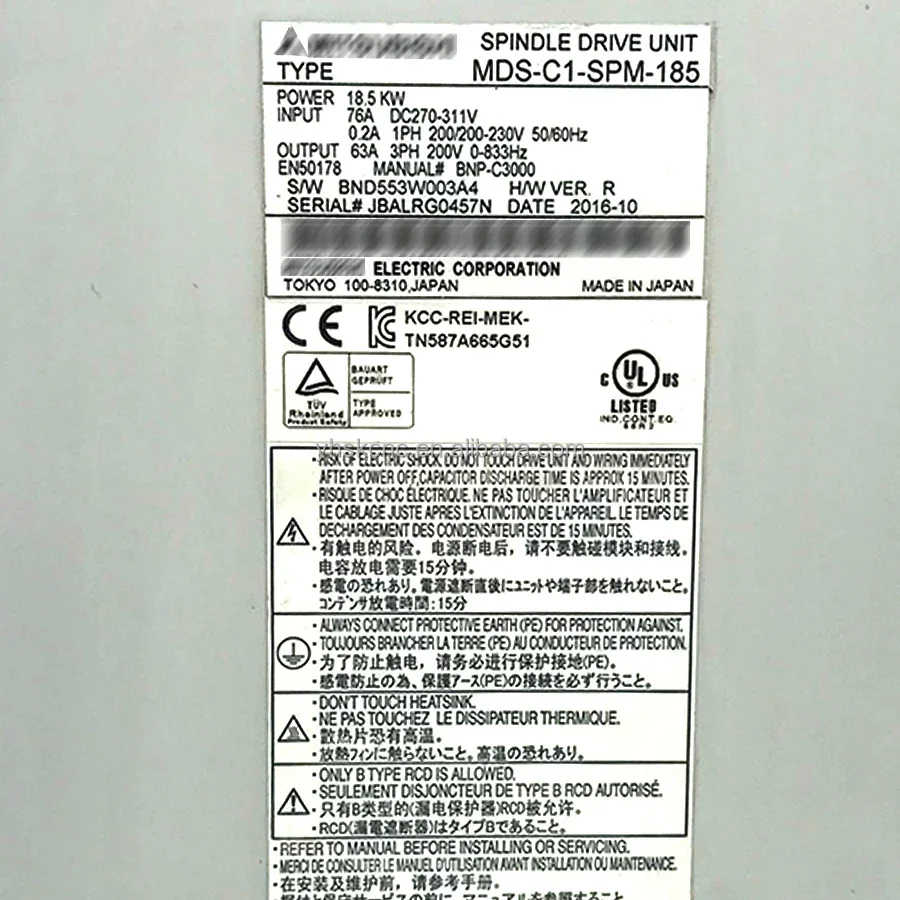 SPINDLE DRIVE UNIT
TYPE MDS-C1-SPM-185
POWER 18.5 KW
INPUT 76A DC270-311V
0.2A 1PH 200/200-230V 50/60Hz
OUTPUT 63A 3PH 200V 0-833Hz
EN50178 MANUAL# BNP-C3000
S/W BND553W003A4 H/W VER. R
SERIAL# JBALRG0457N DATE 2016-10
ELECTRIC CORPORATION
TOKYO 100-8310,JAPAN MADE IN JAPAN
CE KCC-REI-MEK-
TN587A665G51
BAUART
GEPRÜFT
TÜV
Rheinland
Product Safety
TYPE
APPROVED
C UL US
LISTED
IND.CONT.EQ.
yhskcnc.en.alibaba.com
・RISK OF ELECTRIC SHOCK. DO NOT TOUCH DRIVE UNIT AND WIRING IMMEDIATELY
AFTER POWER OFF,CAPACITOR DISCHARGE TIME IS APPROX 15 MINUTES.
・RISQUE DE CHOC ÉLECTRIQUE. NE PAS TOUCHER L'AMPLIFICATEUR ET
LE CABLAGE JUSTE APRES L'EXTINCTION DE L'APPAREIL. LE TEMPS DE
DECHARGEMENT DES CONDENSATEUR EST DE 15 MINUTES.
・有触电的风险。电源断电后，请不要触碰模块和接线。
电容放电需要15分钟。
・感電の恐れあり。電源遮断直後にユニットや端子部を触れないこと。
コンデンサ放電時間：15分
・ALWAYS CONNECT PROTECTIVE EARTH (PE) FOR PROTECTION AGAINST.
・TOUJOURS BRANCHER LA TERRE (PE) AU CONDUCTEUR DE PROTECTION.
・为了防止触电，请务必进行保护接地(PE)。
・感電防止の為、保護アース(PE)の接続を必ず行うこと。
・DON'T TOUCH HEATSINK.
・NE PAS TOUCHEZ LE DISSIPATEUR THERMIQUE.
・散热片恐有高温。
・放熱フィンに触らないこと。高温の恐れあり。
・ONLY B TYPE RCD IS ALLOWED.
・SEULEMENT DISJONCTEUR DE TYPE B RCD AUTORISÉ.
・只有B类型的(漏电保护器)RCD被允许。
・RCD(漏電遮断器)はタイプBであること。
・REFER TO MANUAL BEFORE INSTALLING OR SERVICING.
・MERCI DE CONSULTER LE MANUEL D'UTILISATION AVANT INSTALLATION OU MAINTENANCE.
・在安装及维护前，请参考手册。